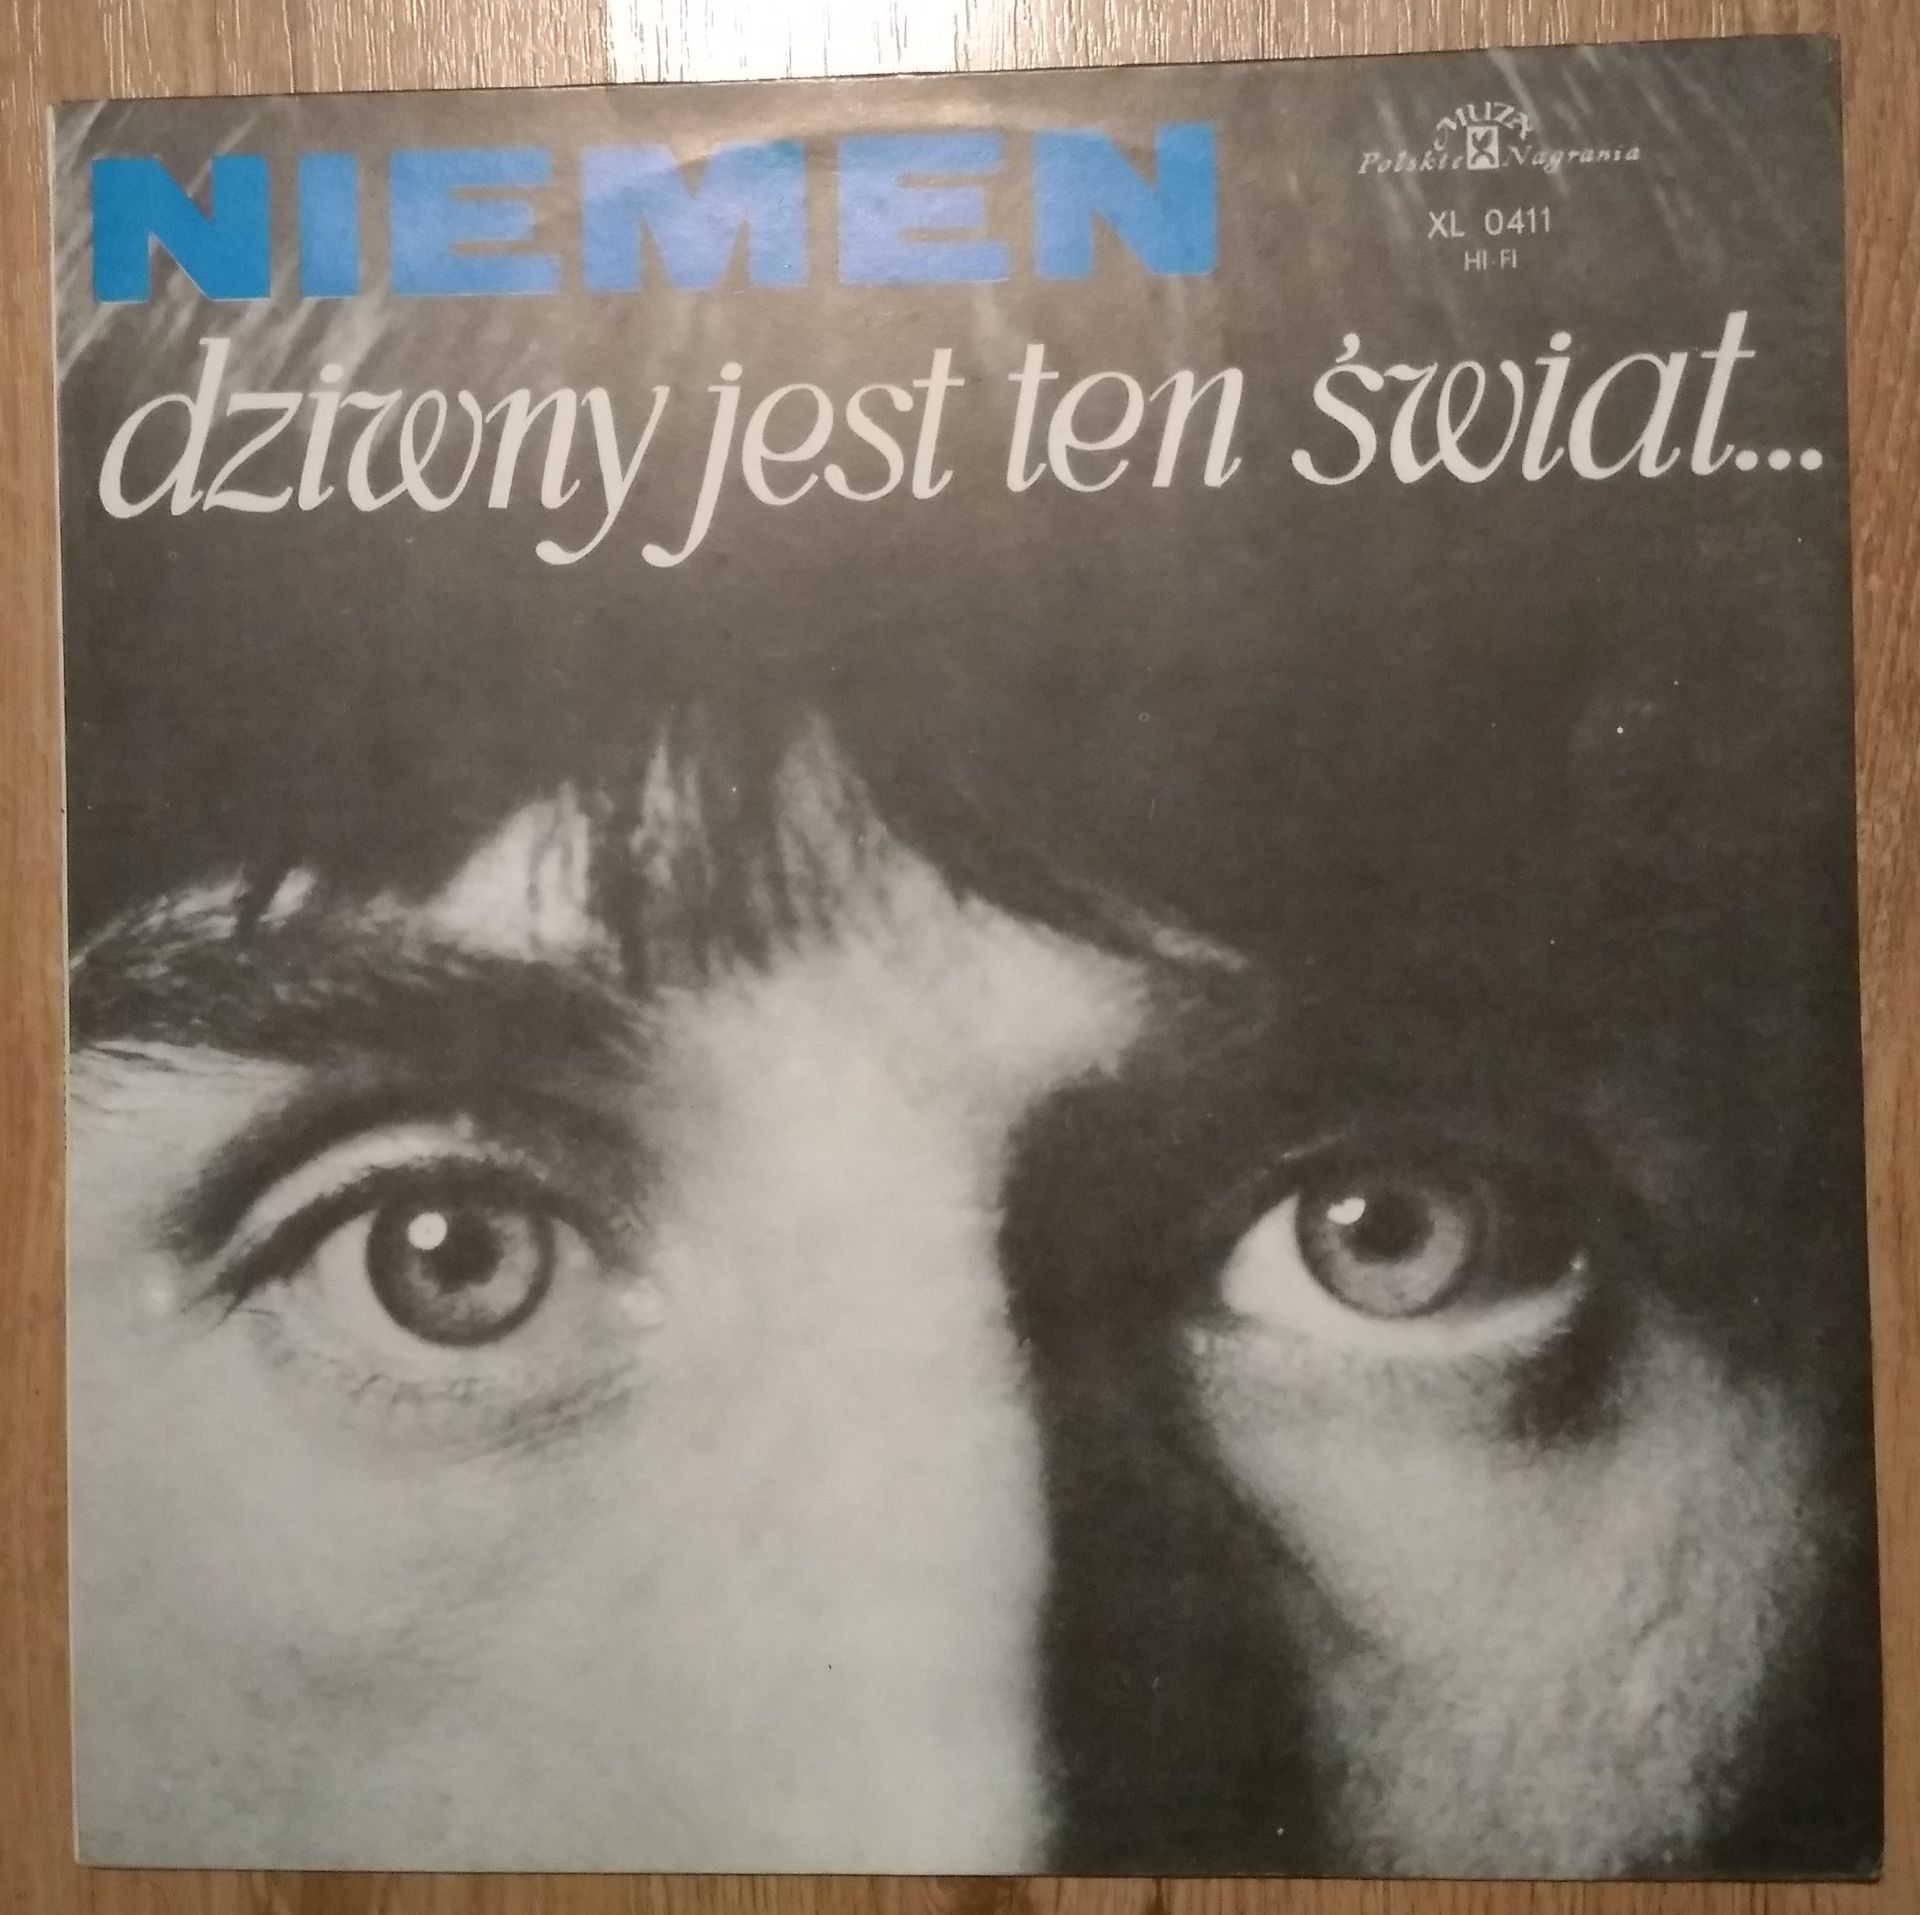 NIEMEN
MUZA
Polskie Nagrania
XL 0411
HI-FI
dziwny jest ten świat...